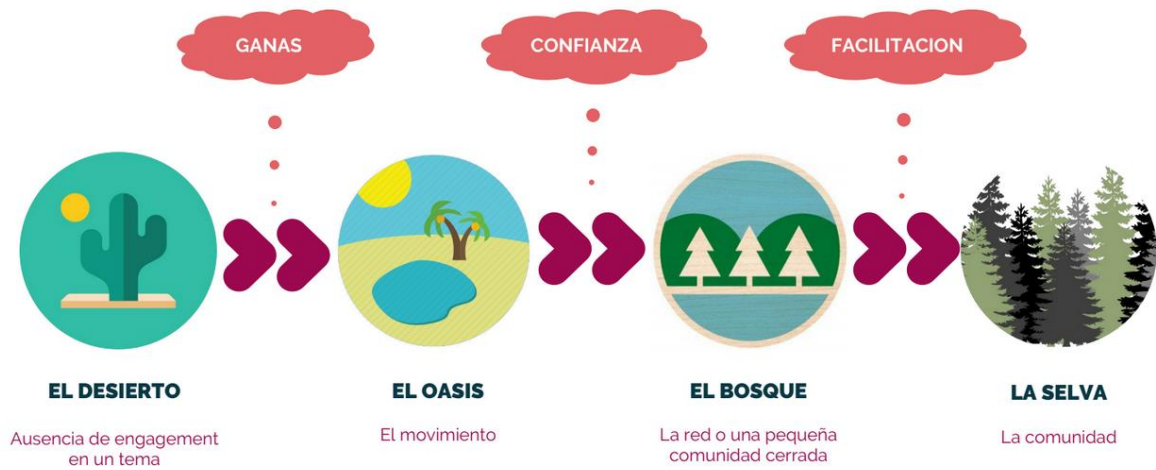 GANAS
CONFIANZA
FACILITACION
EL DESIERTO
EL OASIS
EL BOSQUE
LA SELVA
Ausencia de engagement
en un tema
El movimiento
La red o una pequeña
comunidad cerrada
La comunidad